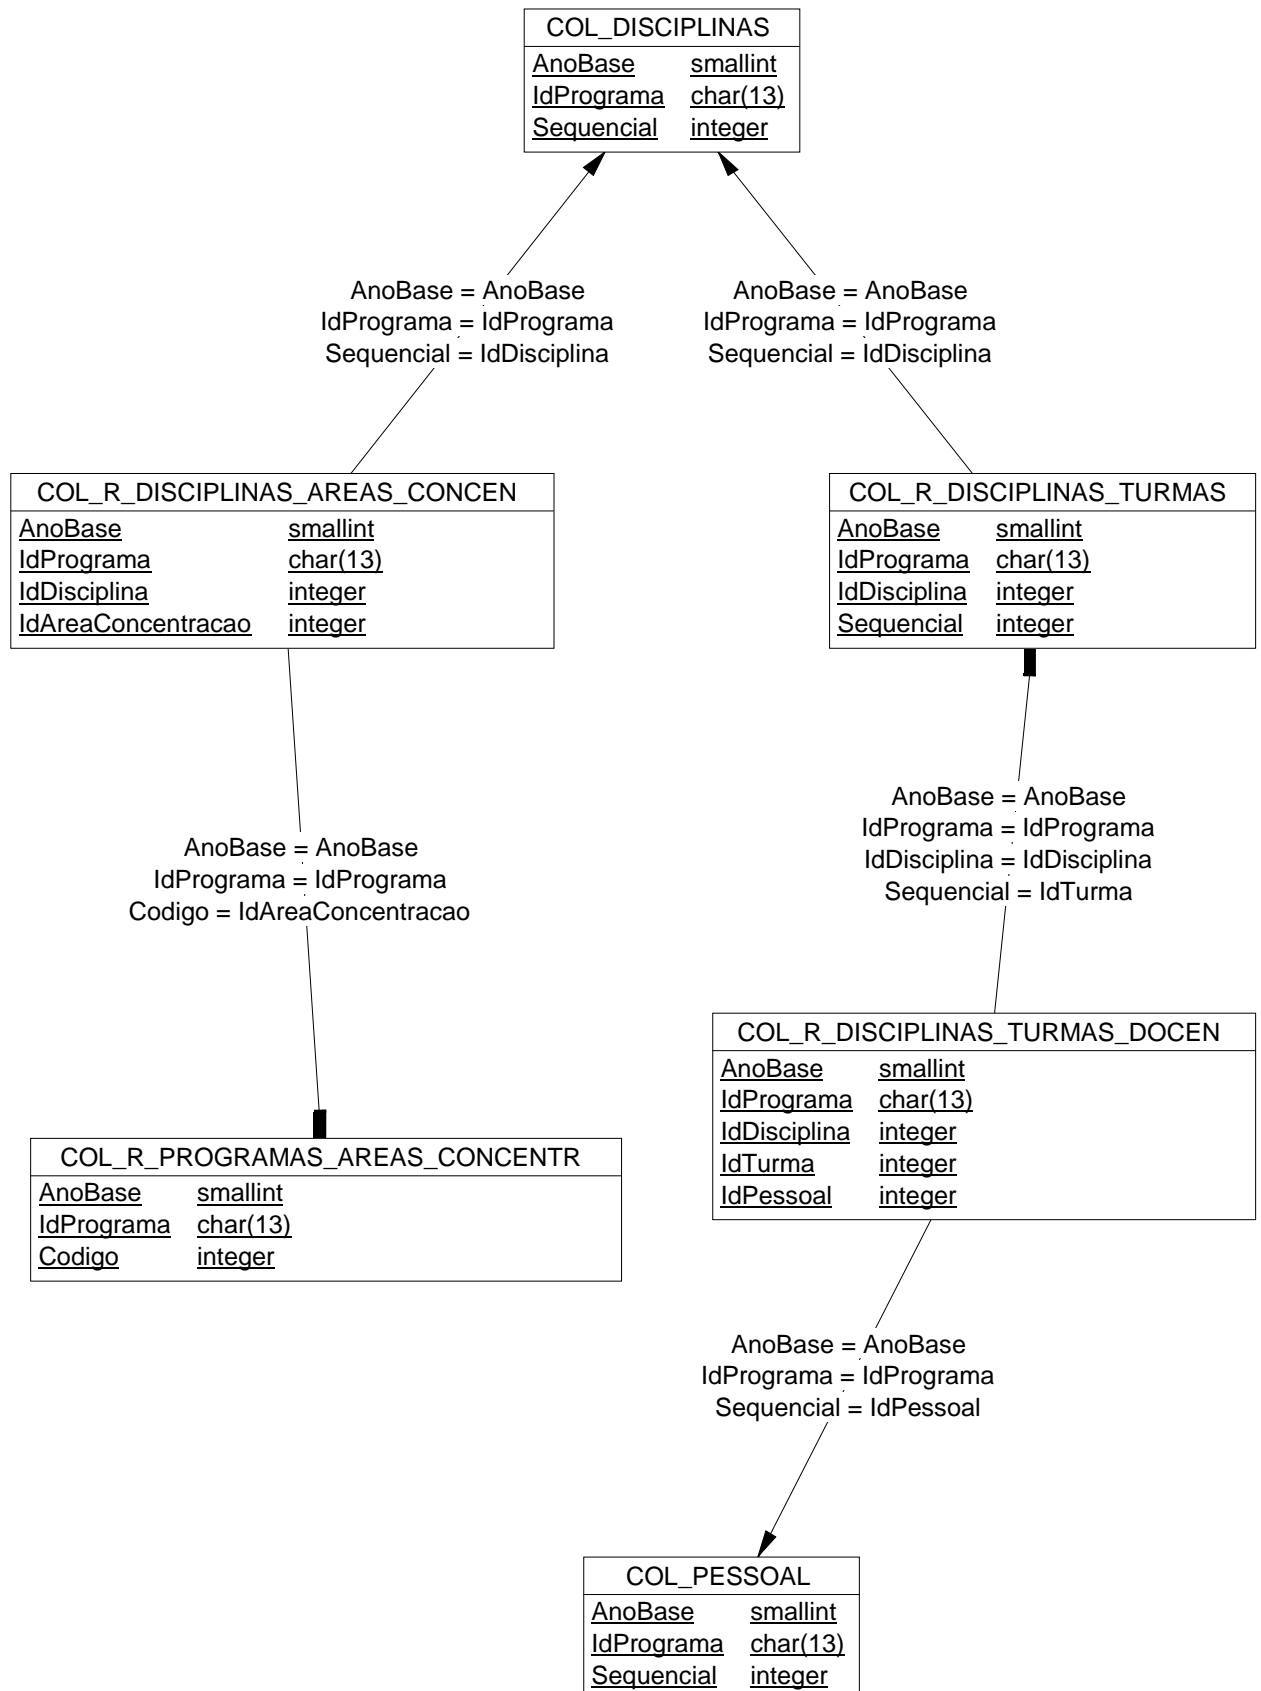 COL_DISCIPLINAS
AnoBase smallint
IdPrograma char(13)
Sequencial integer
AnoBase = AnoBase
IdPrograma = IdPrograma
Sequencial = IdDisciplina
AnoBase = AnoBase
IdPrograma = IdPrograma
Sequencial = IdDisciplina
COL_R_DISCIPLINAS_AREAS_CONCEN
AnoBase smallint
IdPrograma char(13)
IdDisciplina integer
IdAreaConcentracao integer
COL_R_DISCIPLINAS_TURMAS
AnoBase smallint
IdPrograma char(13)
IdDisciplina integer
Sequencial integer
AnoBase = AnoBase
IdPrograma = IdPrograma
Codigo = IdAreaConcentracao
AnoBase = AnoBase
IdPrograma = IdPrograma
IdDisciplina = IdDisciplina
Sequencial = IdTurma
COL_R_PROGRAMAS_AREAS_CONCENTR
AnoBase smallint
IdPrograma char(13)
Codigo integer
COL_R_DISCIPLINAS_TURMAS_DOCEN
AnoBase smallint
IdPrograma char(13)
IdDisciplina integer
IdTurma integer
IdPessoal integer
AnoBase = AnoBase
IdPrograma = IdPrograma
Sequencial = IdPessoal
COL_PESSOAL
AnoBase smallint
IdPrograma char(13)
Sequencial integer